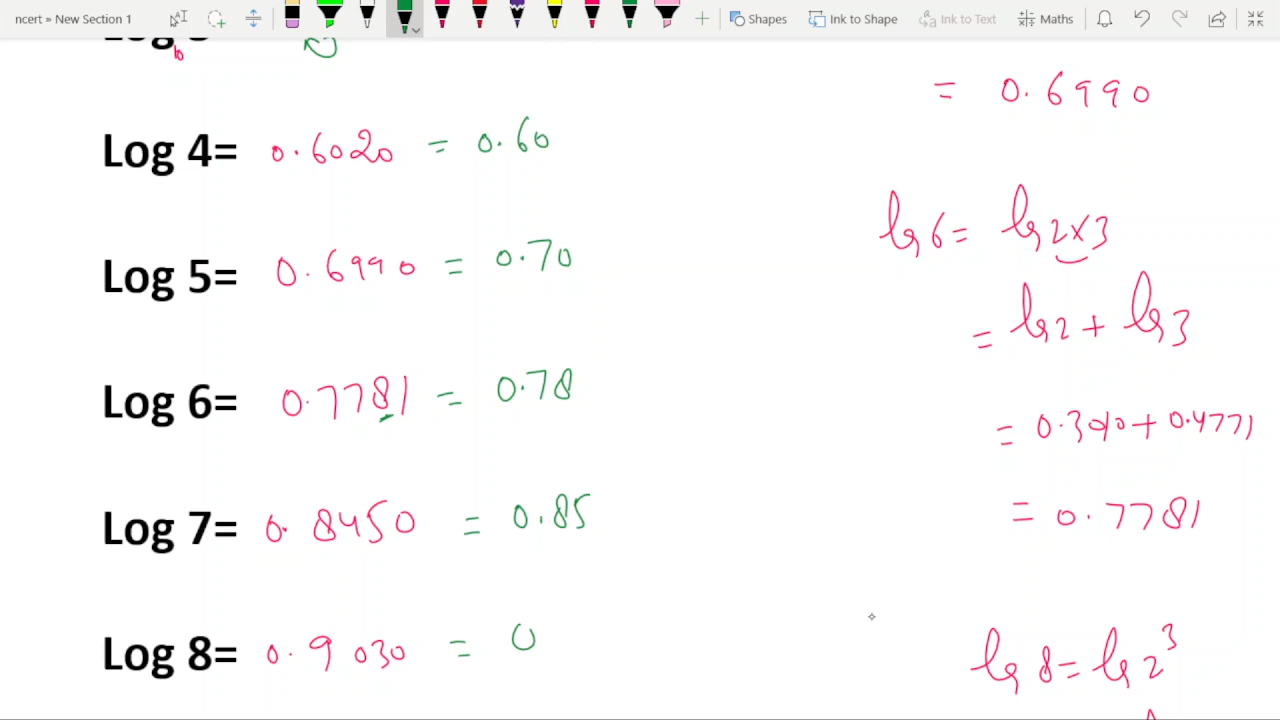 ncert » New Section 1
Shapes
Ink to Shape
Ink to Text
Maths
= 0.6990
Log 4= 0.6020 = 0.60
log 6 = log 2×3
Log 5= 0.6990 = 0.70
= log 2 + log 3
Log 6= 0.7781 = 0.78
= 0.3010 + 0.4771
Log 7= 0.8450 = 0.85
= 0.7781
Log 8= 0.9030 = 0
log 8 = log 2³